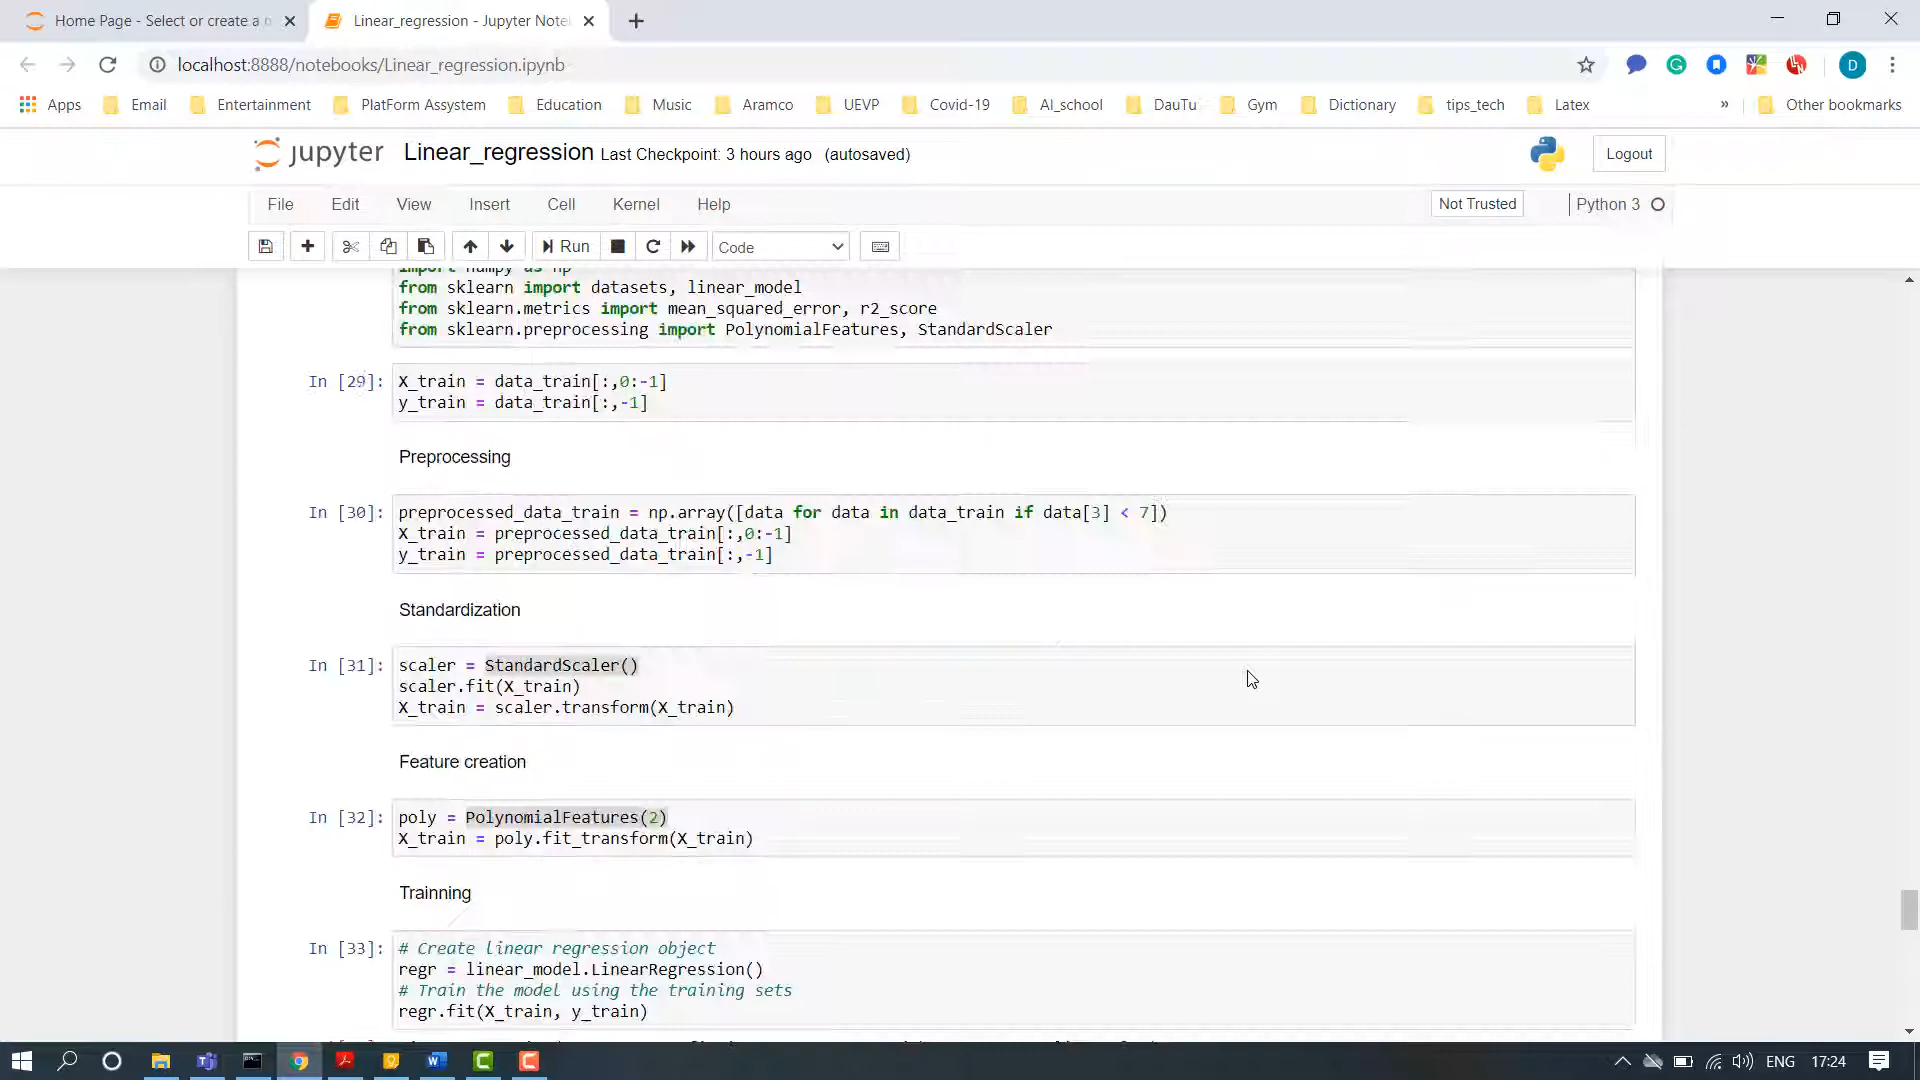 Home Page - Select or create a n
Linear_regression - Jupyter Note
localhost:8888/notebooks/Linear_regression.ipynb
D
Apps
Email
Entertainment
PlatForm Assystem
Education
Music
Aramco
UEVP
Covid-19
AI_school
DauTu
Gym
Dictionary
tips_tech
Latex
»
Other bookmarks
jupyter
Linear_regression Last Checkpoint: 3 hours ago (autosaved)
Logout
File
Edit
View
Insert
Cell
Kernel
Help
Not Trusted
Python 3
Run
Code
import numpy as np
from sklearn import datasets, linear_model
from sklearn.metrics import mean_squared_error, r2_score
from sklearn.preprocessing import PolynomialFeatures, StandardScaler
In [29]: X_train = data_train[:,0:-1]
y_train = data_train[:,-1]
Preprocessing
In [30]: preprocessed_data_train = np.array([data for data in data_train if data[3] < 7])
X_train = preprocessed_data_train[:,0:-1]
y_train = preprocessed_data_train[:,-1]
Standardization
In [31]: scaler = StandardScaler()
scaler.fit(X_train)
X_train = scaler.transform(X_train)
Feature creation
In [32]: poly = PolynomialFeatures(2)
X_train = poly.fit_transform(X_train)
Trainning
In [33]: # Create linear regression object
regr = linear_model.LinearRegression()
# Train the model using the training sets
regr.fit(X_train, y_train)
ENG
17:24